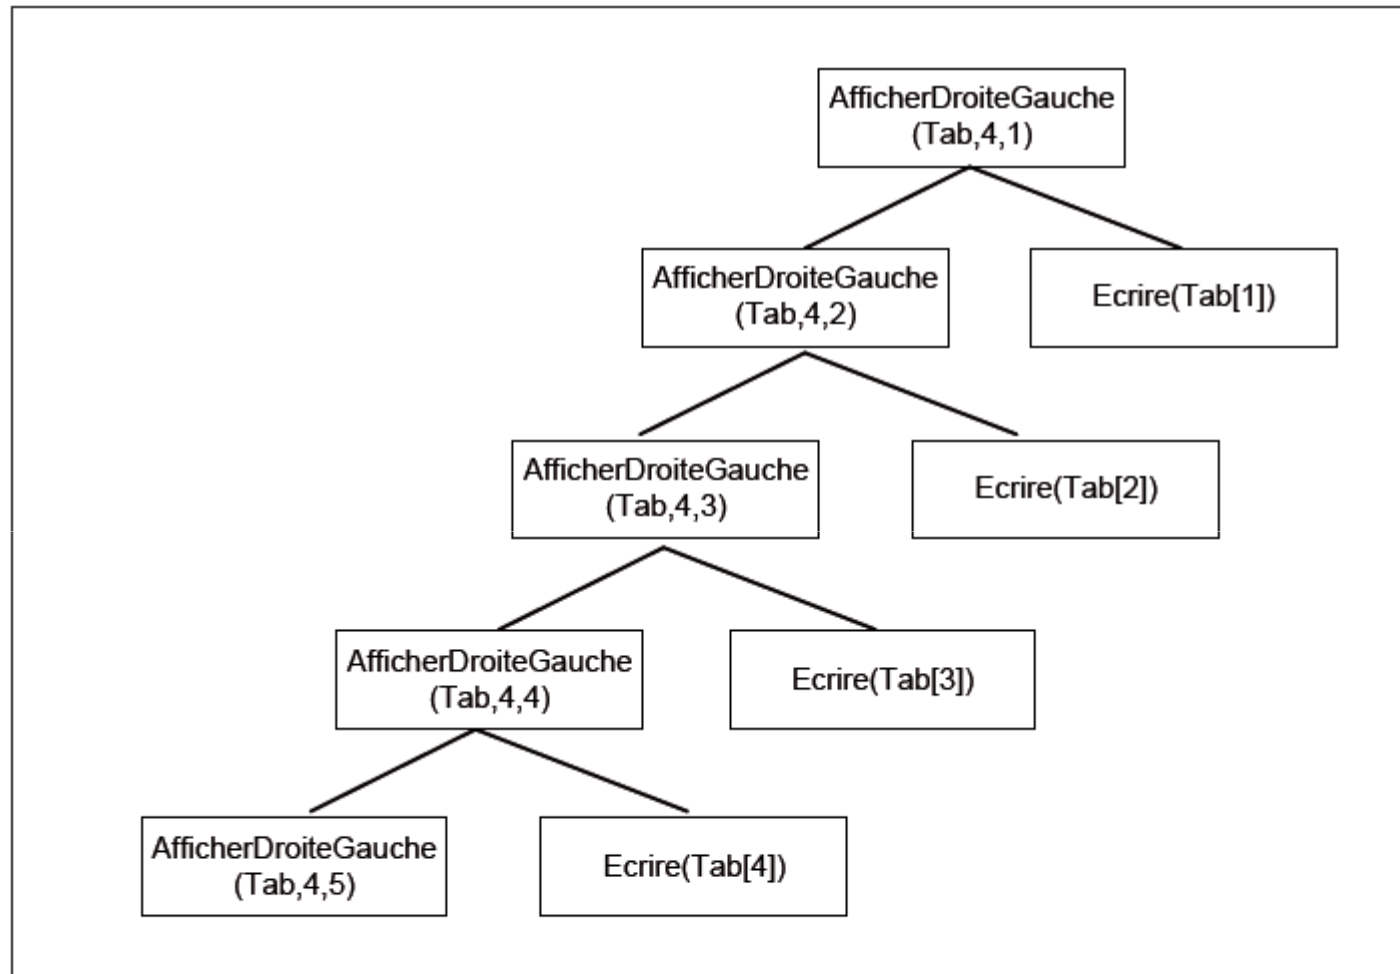 AfficherDroiteGauche
(Tab,4,1)
AfficherDroiteGauche
(Tab,4,2)
Ecrire(Tab[1])
AfficherDroiteGauche
(Tab,4,3)
Ecrire(Tab[2])
AfficherDroiteGauche
(Tab,4,4)
Ecrire(Tab[3])
AfficherDroiteGauche
(Tab,4,5)
Ecrire(Tab[4])